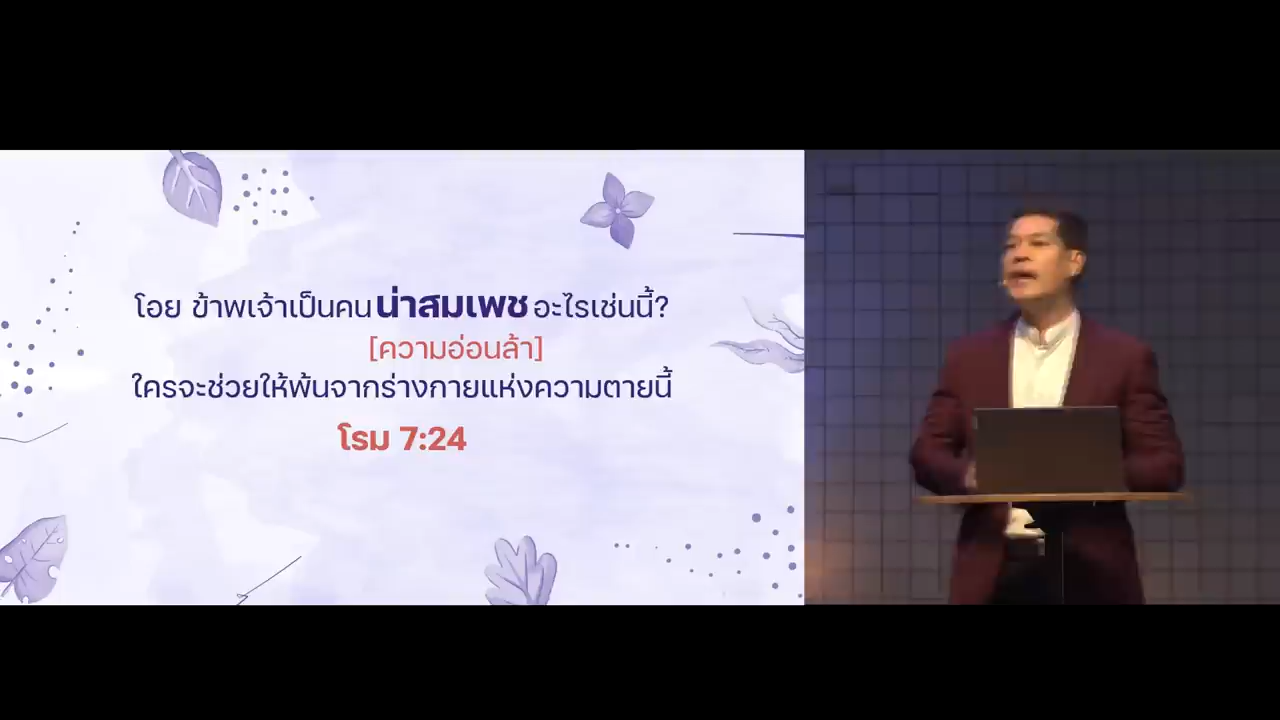 โอย ข้าพเจ้าเป็นคนน่าสมเพชอะไรเช่นนี้?
[ความอ่อนล้า]
ใครจะช่วยให้พ้นจากร่างกายแห่งความตายนี้
โรม 7:24